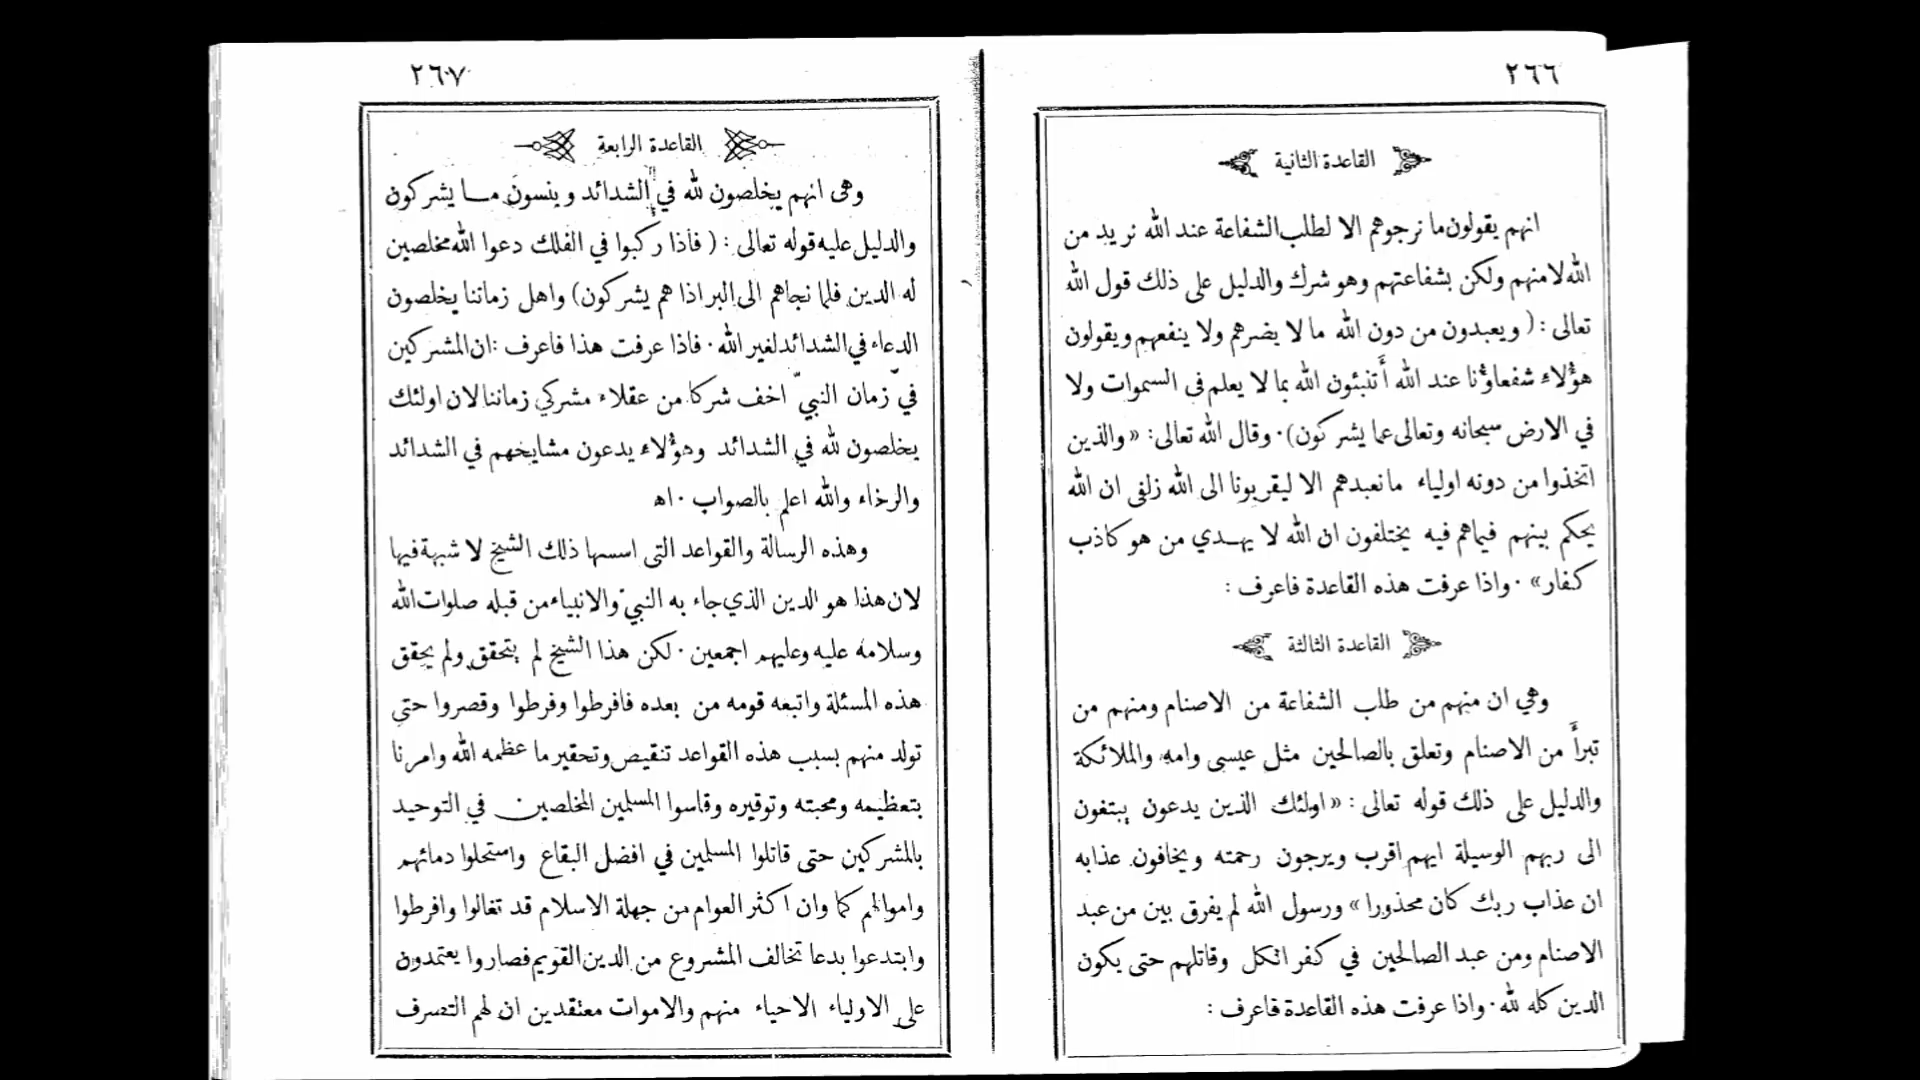 ٢٦٦
القاعدة الثانية
انهم يقولون ما نرجوهم الا لطلب الشفاعة عند الله نريد من
الله لا منهم ولكن بشفاعتهم وهو شرك والدليل على ذلك قول الله
تعالى : ( ويعبدون من دون الله ما لا يضرهم ولا ينفعهم ويقولون
هؤلاء شفعاؤنا عند الله أتنبئون الله بما لا يعلم في السموات ولا
في الارض سبحانه وتعالى عما يشركون) . وقال الله تعالى : « والذين
اتخذوا من دونه اولياء ما نعبدهم الا ليقربونا الى الله زلفى ان الله
يحكم بينهم فيما هم فيه يختلفون ان الله لا يهدي من هو كاذب
كفار» . واذا عرفت هذه القاعدة فاعرف :
القاعدة الثالثة
وهي ان منهم من طلب الشفاعة من الاصنام ومنهم من
تبرأ من الاصنام وتعلق بالصالحين مثل عيسى وامه والملائكة
والدليل على ذلك قوله تعالى : « اولئك الذين يدعون يبتغون
الى ربهم الوسيلة ايهم اقرب ويرجون رحمته ويخافون عذابه
ان عذاب ربك كان محذورا » ورسول الله لم يفرق بين من عبد
الاصنام ومن عبد الصالحين في كفر الكل وقاتلهم حتى يكون
الدين كله لله . واذا عرفت هذه القاعدة فاعرف :
٢٦٧
القاعدة الرابعة
وهى انهم يخلصون لله في الشدائد وينسون ما يشركون
والدليل عليه قوله تعالى : ( فاذا ركبوا في الفلك دعوا الله مخلصين
له الدين فلما نجاهم الى البر اذا هم يشركون) واهل زماننا يخلصون
الدعاء في الشدائد لغير الله . فاذا عرفت هذا فاعرف : ان المشركين
في زمان النبي اخف شركا من عقلاء مشركي زماننا لان اولئك
يخلصون لله في الشدائد وهؤلاء يدعون مشايخهم في الشدائد
والرخاء والله اعلم بالصواب . اه
وهذه الرسالة والقواعد التى اسسها ذلك الشيخ لا شبهة فيها
لان هذا هو الدين الذي جاء به النبي والانبياء من قبله صلوات الله
وسلامه عليه وعليهم اجمعين . لكن هذا الشيخ لم يتحقق ولم يحقق
هذه المسئلة واتبعه قومه من بعده فافرطوا وفرطوا وقصروا حتى
تولد منهم بسبب هذه القواعد تنقيص وتحقير ما عظمه الله وامرنا
بتعظيمه ومحبته وتوقيره وقاسوا المسلمين المخلصين في التوحيد
بالمشركين حتى قاتلوا المسلمين في افضل البقاع واستحلوا دمائهم
واموالهم كما وان اكثر العوام من جهلة الاسلام قد تغالوا وافرطوا
وابتدعوا بدعا تخالف المشروع من الدين القويم فصاروا يعتمدون
على الاولياء الاحياء منهم والاموات معتقدين ان لهم التصرف